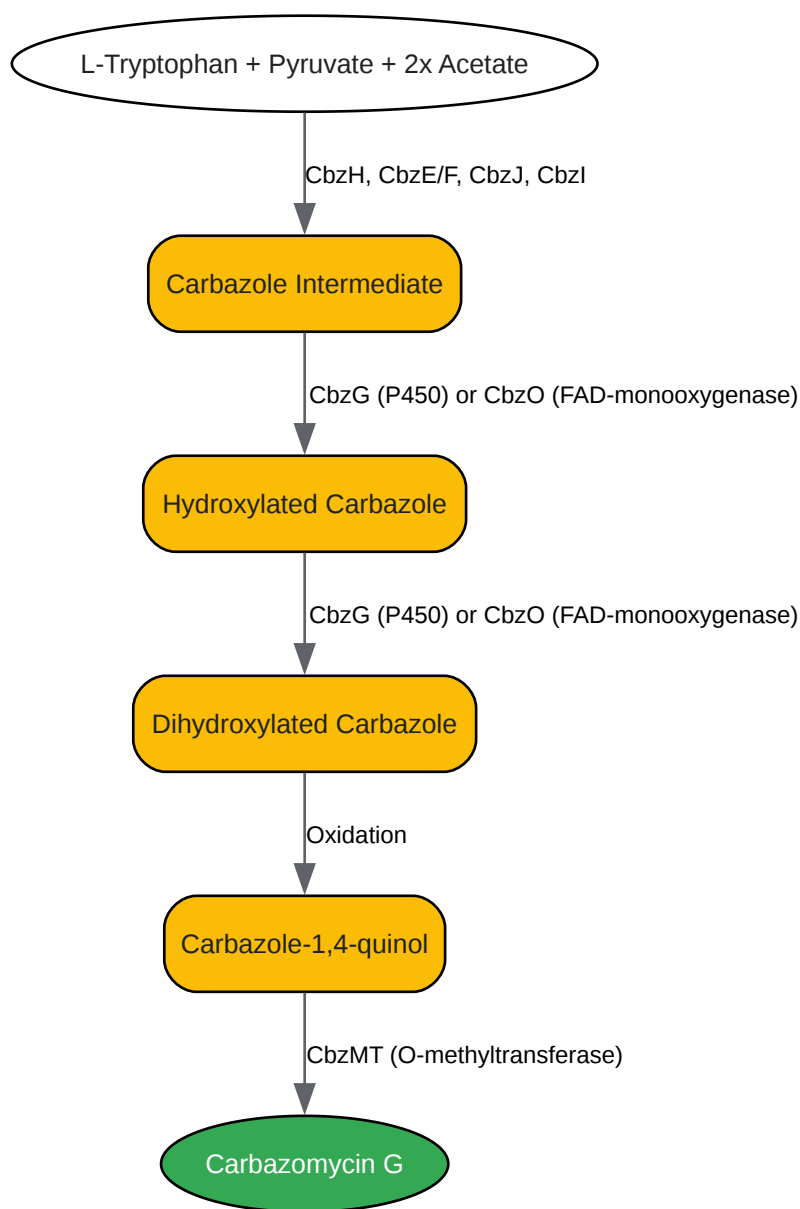 L-Tryptophan + Pyruvate + 2x Acetate
CbzH, CbzE/F, CbzJ, CbzI
Carbazole Intermediate
CbzG (P450) or CbzO (FAD-monooxygenase)
Hydroxylated Carbazole
CbzG (P450) or CbzO (FAD-monooxygenase)
Dihydroxylated Carbazole
Oxidation
Carbazole-1,4-quinol
CbzMT (O-methyltransferase)
Carbazomycin G